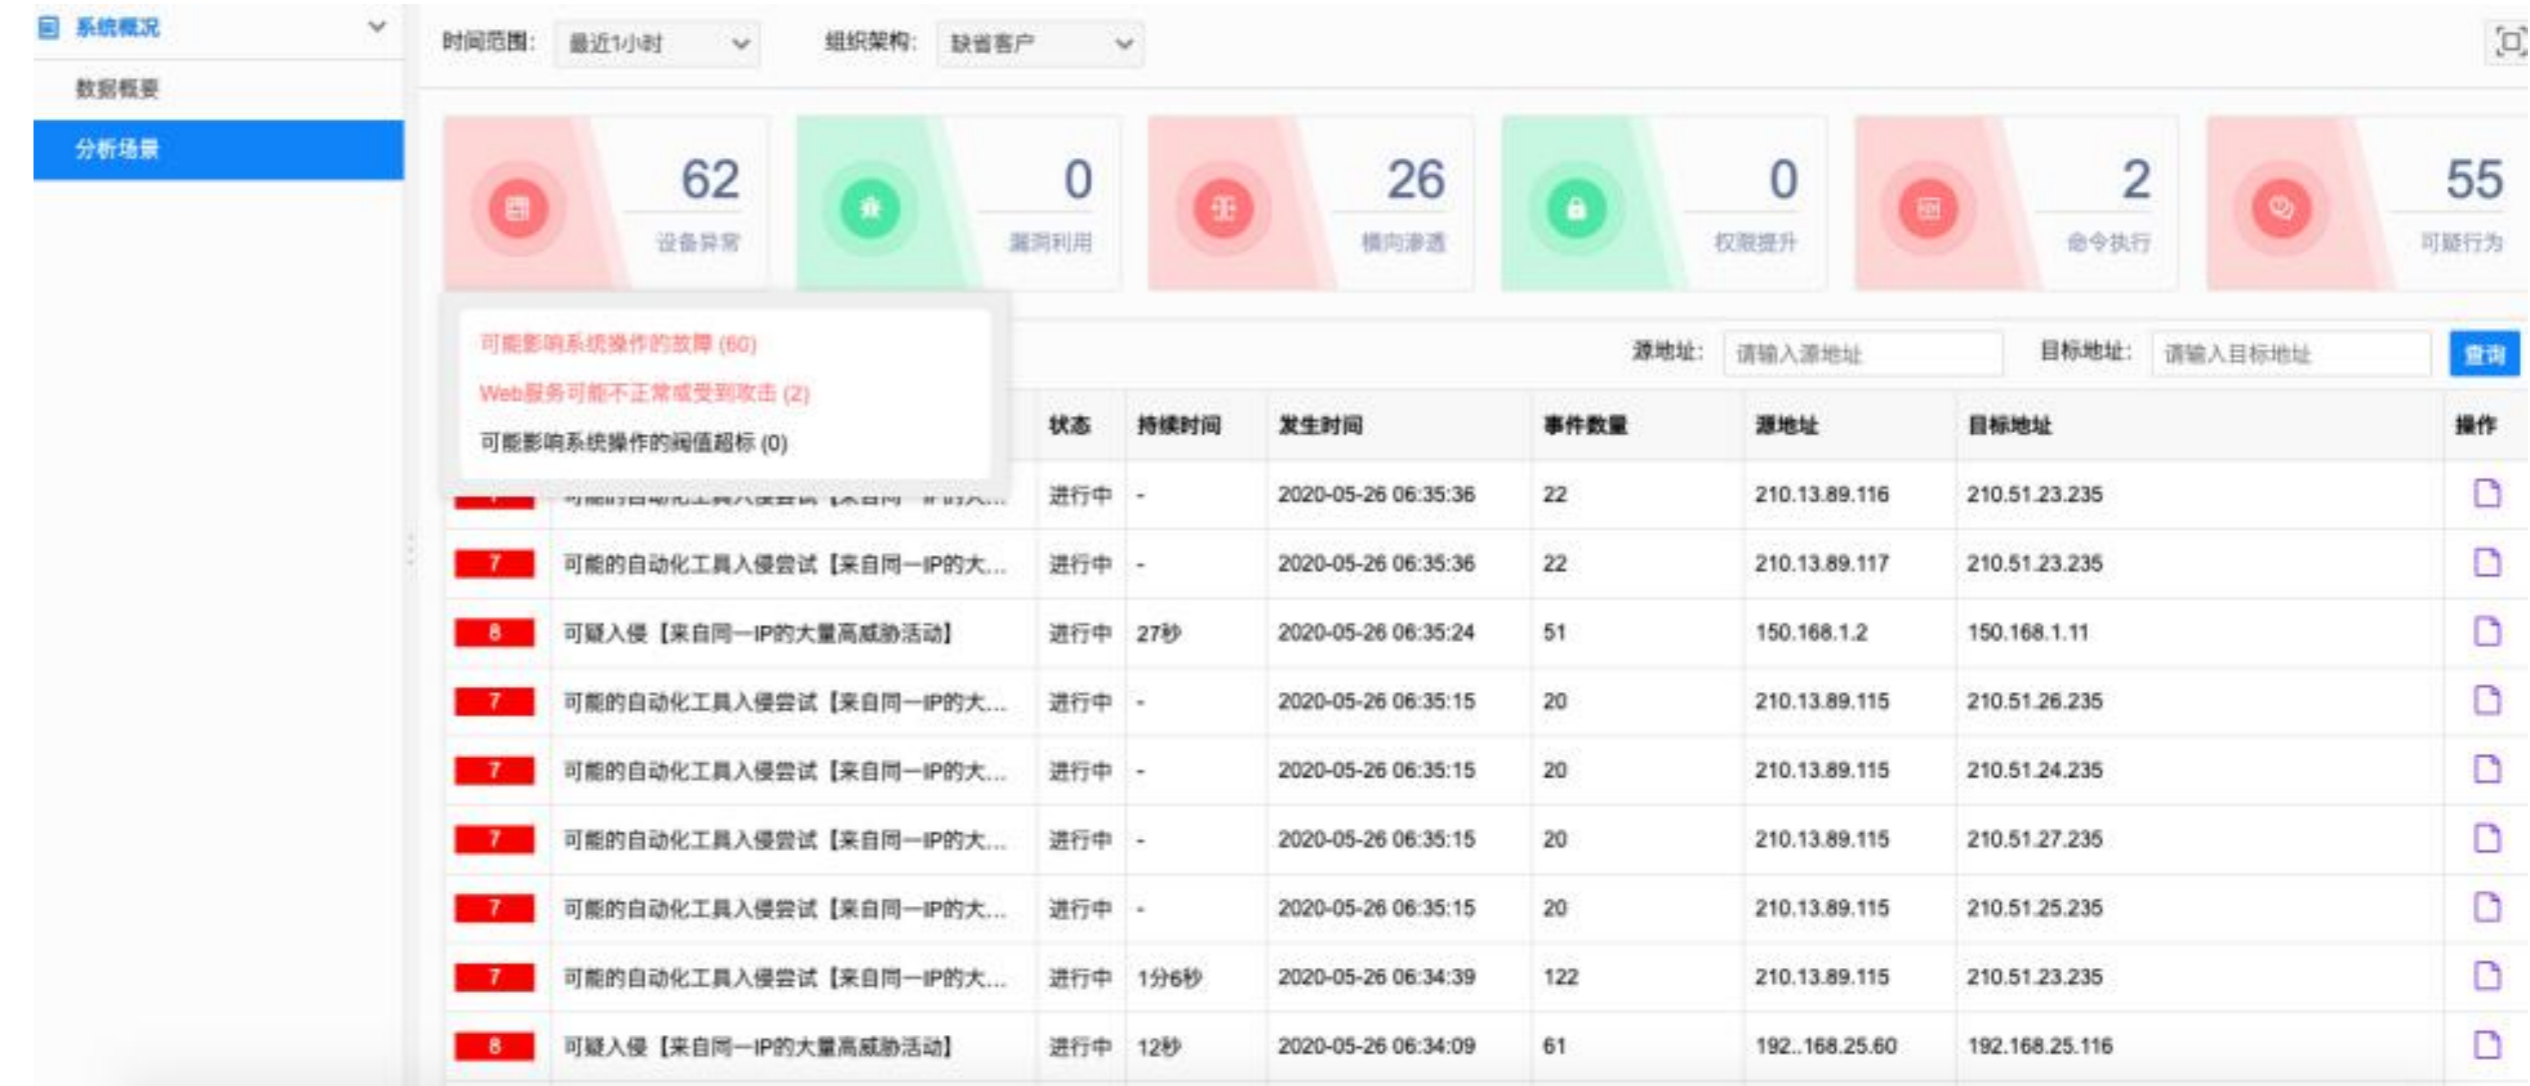 系统概况
数据概要
分析场景
时间范围： 最近1小时 组织架构： 缺省客户
62 0 26 0 2 55
设备异常 漏洞利用 横向渗透 权限提升 命令执行 可疑行为
可能影响系统操作的故障 (60)
Web服务可能不正常或受到攻击 (2)
可能影响系统操作的阀值超标 (0)
源地址： 请输入源地址 目标地址： 请输入目标地址 查询
状态 持续时间 发生时间 事件数量 源地址 目标地址 操作
可能的自动化工具入侵尝试【来自同一IP的大... 进行中 - 2020-05-26 06:35:36 22 210.13.89.116 210.51.23.235
7 可能的自动化工具入侵尝试【来自同一IP的大... 进行中 - 2020-05-26 06:35:36 22 210.13.89.117 210.51.23.235
8 可疑入侵【来自同一IP的大量高威胁活动】 进行中 27秒 2020-05-26 06:35:24 51 150.168.1.2 150.168.1.11
7 可能的自动化工具入侵尝试【来自同一IP的大... 进行中 - 2020-05-26 06:35:15 20 210.13.89.115 210.51.26.235
7 可能的自动化工具入侵尝试【来自同一IP的大... 进行中 - 2020-05-26 06:35:15 20 210.13.89.115 210.51.24.235
7 可能的自动化工具入侵尝试【来自同一IP的大... 进行中 - 2020-05-26 06:35:15 20 210.13.89.115 210.51.27.235
7 可能的自动化工具入侵尝试【来自同一IP的大... 进行中 - 2020-05-26 06:35:15 20 210.13.89.115 210.51.25.235
7 可能的自动化工具入侵尝试【来自同一IP的大... 进行中 1分6秒 2020-05-26 06:34:39 122 210.13.89.115 210.51.23.235
8 可疑入侵【来自同一IP的大量高威胁活动】 进行中 12秒 2020-05-26 06:34:09 61 192..168.25.60 192.168.25.116